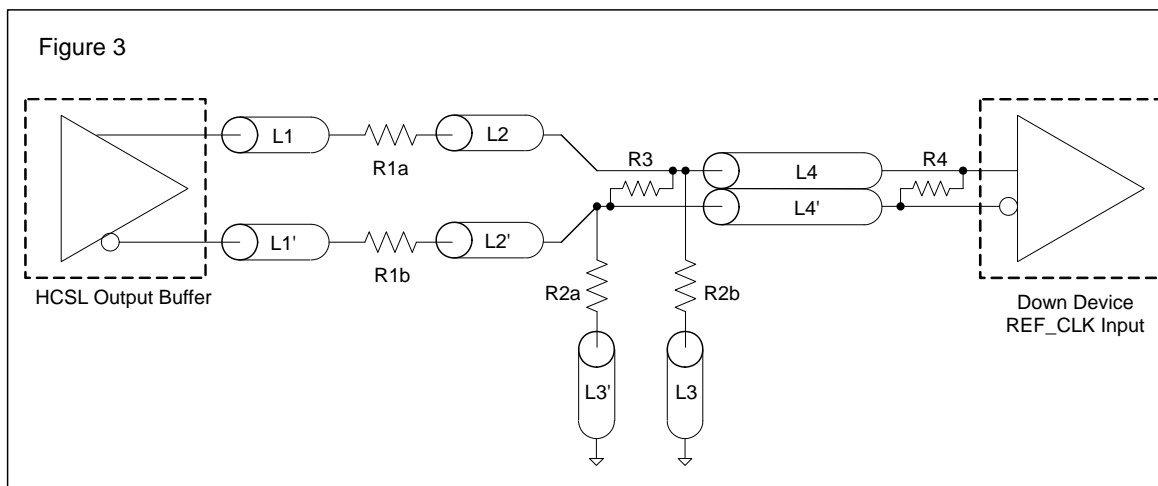 Figure 3
L1
R1a
L2
R3
L4
R4
L4'
L1'
R1b
L2'
HCSL Output Buffer
R2a
R2b
Down Device
REF_CLK Input
L3'
L3